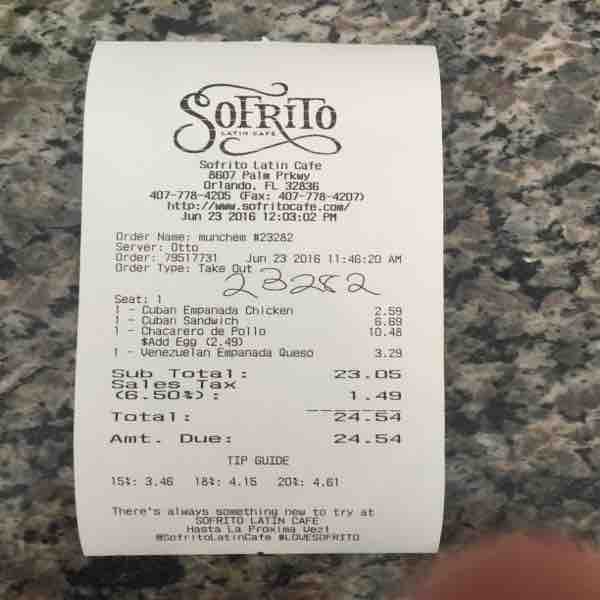 SOFRITO
LATIN CAFE
Sofrito Latin Cafe
8607 Palm Prkwy
Orlando, FL 32836
407-778-4205 (Fax: 407-778-4207)
http://www.sofritocafe.com/
Jun 23 2016 12:03:02 PM
Order Name: munchem #23282
Server: Otto
Order: 79517731 Jun 23 2016 11:46:20 AM
Order Type: Take Out
23282
Seat: 1
1 - Cuban Empanada Chicken 2.59
1 - Cuban Sandwich 6.69
1 - Chacarero de Pollo 10.48
$Add Egg (2.49)
1 - Venezuelan Empanada Queso 3.29
Sub Total: 23.05
Sales Tax
(6.50%): 1.49
Total: 24.54
Amt. Due: 24.54
TIP GUIDE
15%: 3.46 18%: 4.15 20%: 4.61
There's always something new to try at
SOFRITO LATIN CAFE
Hasta La Proxima Vez!
@SofritoLatinCafe #LOVESOFRITO